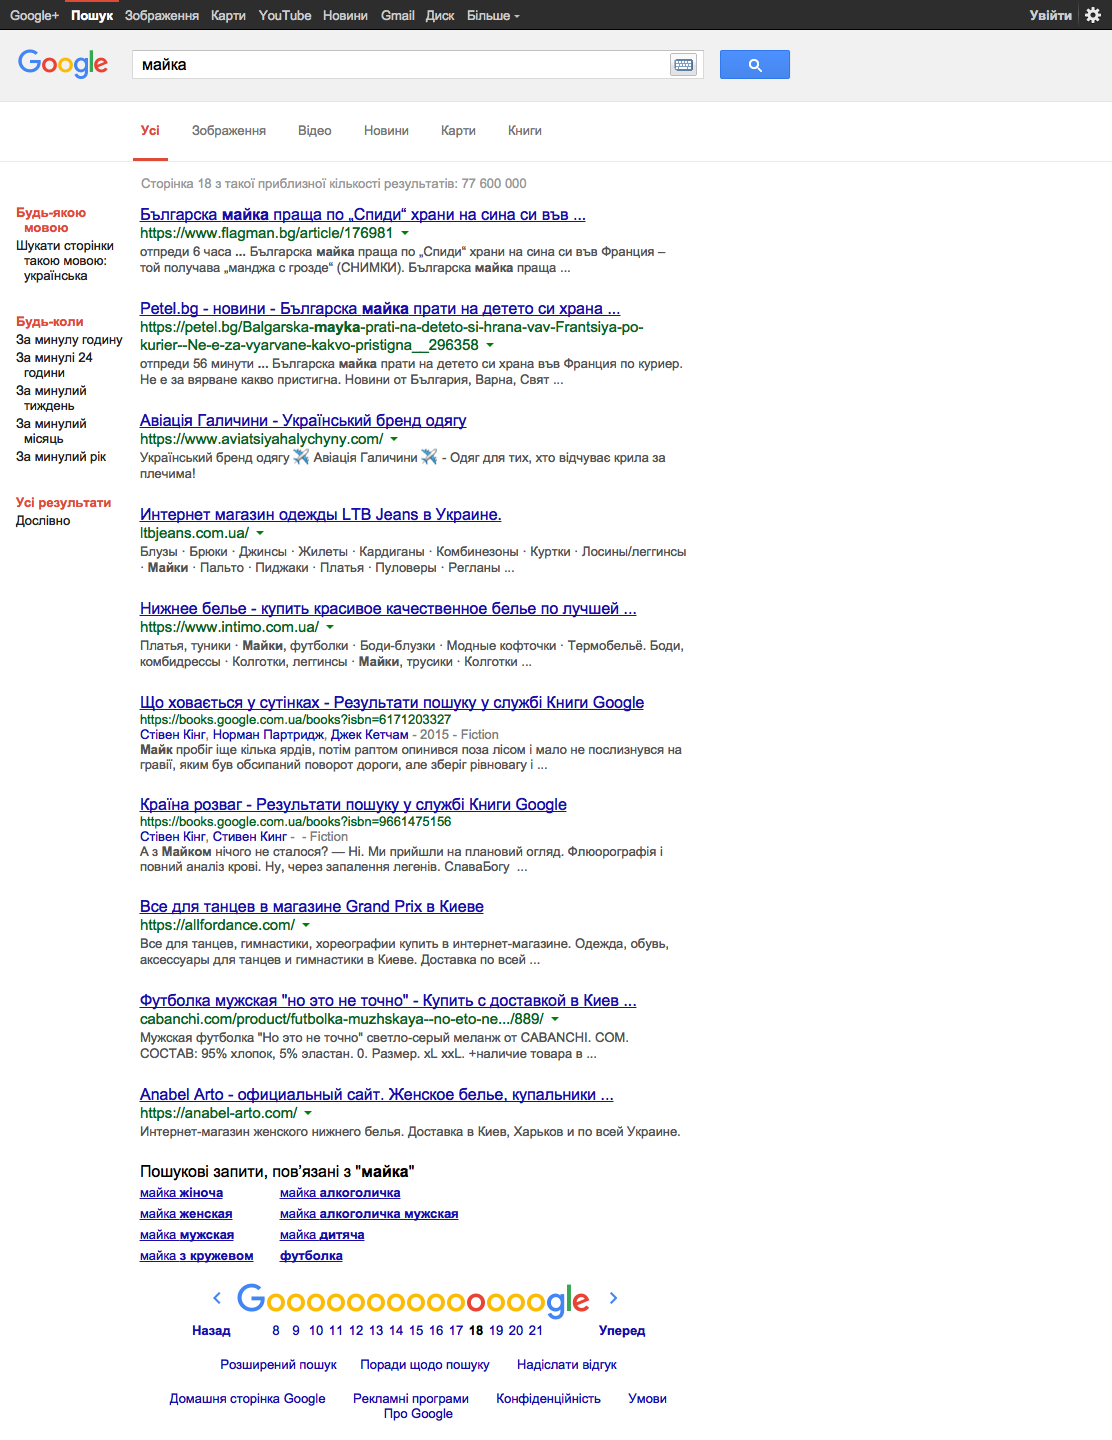 Google+ Пошук Зображення Карти YouTube Новини Gmail Диск Більше Увійти
Google майка
Усі Зображення Відео Новини Карти Книги
Сторінка 18 з такої приблизної кількості результатів: 77 600 000
Будь-якою мовою
Шукати сторінки такою мовою: українська
Будь-коли
За минулу годину
За минулі 24 години
За минулий тиждень
За минулий місяць
За минулий рік
Усі результати
Дослівно
Българска майка праща по „Спиди“ храни на сина си във ...
https://www.flagman.bg/article/176981
отпреди 6 часа ... Българска майка праща по „Спиди“ храни на сина си във Франция –
той получава „манджа с грозде“ (СНИМКИ). Българска майка праща ...
Petel.bg - новини - Българска майка прати на детето си храна ...
https://petel.bg/Balgarska-mayka-prati-na-deteto-si-hrana-vav-Frantsiya-po-
kurier--Ne-e-za-vyarvane-kakvo-pristigna__296358
отпреди 56 минути ... Българска майка прати на детето си храна във Франция по куриер.
Не е за вярване какво пристигна. Новини от България, Варна, Свят ...
Авіація Галичини - Український бренд одягу
https://www.aviatsiyahalychyny.com/
Український бренд одягу ✈️ Авіація Галичини ✈️ - Одяг для тих, хто відчуває крила за
плечима!
Интернет магазин одежды LTB Jeans в Украине.
ltbjeans.com.ua/
Блузы · Брюки · Джинсы · Жилеты · Кардиганы · Комбинезоны · Куртки · Лосины/леггинсы
· Майки · Пальто · Пиджаки · Платья · Пуловеры · Регланы ...
Нижнее белье - купить красивое качественное белье по лучшей ...
https://www.intimo.com.ua/
Платья, туники · Майки, футболки · Боди-блузки · Модные кофточки · Термобельё. Боди,
комбидрессы · Колготки, леггинсы · Майки, трусики · Колготки ...
Що ховається у сутінках - Результати пошуку у службі Книги Google
https://books.google.com.ua/books?isbn=6171203327
Стівен Кінг, Норман Партридж, Джек Кетчам - 2015 - Fiction
Майк пробіг іще кілька ярдів, потім раптом опинився поза лісом і мало не послизнувся на
гравії, яким був обсипаний поворот дороги, але зберіг рівновагу і ...
Країна розваг - Результати пошуку у службі Книги Google
https://books.google.com.ua/books?isbn=9661475156
Стівен Кінг, Стивен Кинг - - Fiction
А з Майком нічого не сталося? — Ні. Ми прийшли на плановий огляд. Флюорографія і
повний аналіз крові. Ну, через запалення легенів. СлаваБогу ...
Все для танцев в магазине Grand Prix в Киеве
https://allfordance.com/
Все для танцев, гимнастики, хореографии купить в интернет-магазине. Одежда, обувь,
аксессуары для танцев и гимнастики в Киеве. Доставка по всей ...
Футболка мужская "но это не точно" - Купить с доставкой в Киев ...
cabanchi.com/product/futbolka-muzhskaya--no-eto-ne.../889/
Мужская футболка "Но это не точно" светло-серый меланж от CABANCHI. COM.
СОСТАВ: 95% хлопок, 5% эластан. 0. Размер. xL xxL. +наличие товара в ...
Anabel Arto - официальный сайт. Женское белье, купальники ...
https://anabel-arto.com/
Интернет-магазин женского нижнего белья. Доставка в Киев, Харьков и по всей Украине.
Пошукові запити, пов’язані з "майка"
майка жіноча майка алкоголичка
майка женская майка алкоголичка мужская
майка мужская майка дитяча
майка з кружевом футболка
Goooooooooooooogle
Назад 8 9 10 11 12 13 14 15 16 17 18 19 20 21 Уперед
Розширений пошук Поради щодо пошуку Надіслати відгук
Домашня сторінка Google Рекламні програми Конфіденційність Умови
Про Google